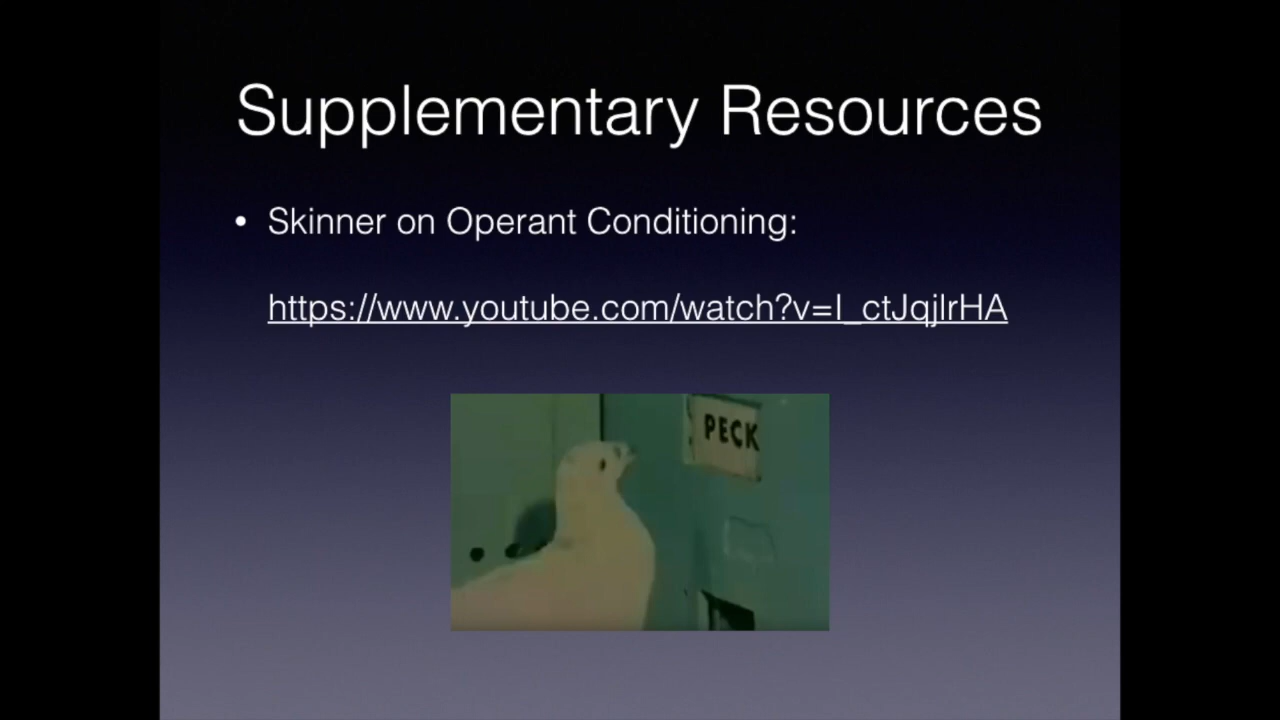 Supplementary Resources
• Skinner on Operant Conditioning:
https://www.youtube.com/watch?v=I_ctJqjlrHA
PECK